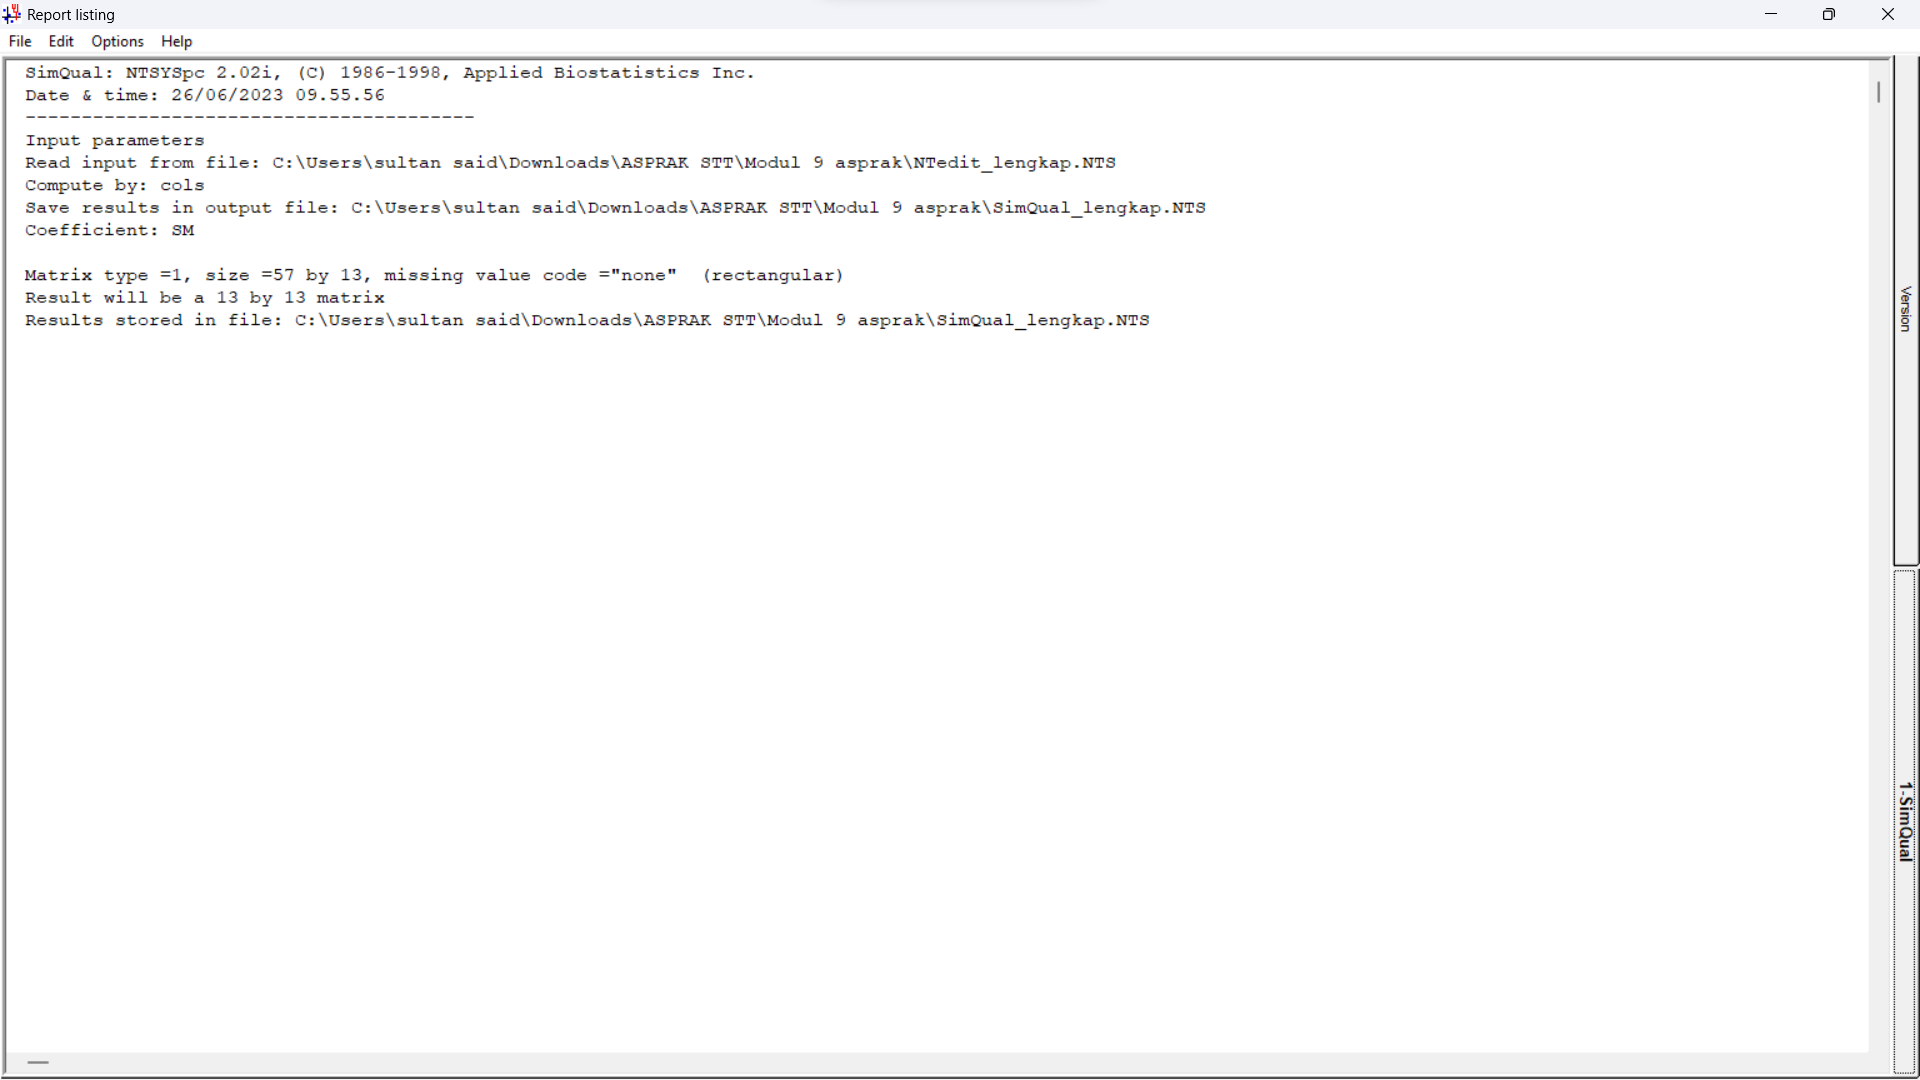 Report listing
File Edit Options Help
SimQual: NTSYSpc 2.02i, (C) 1986-1998, Applied Biostatistics Inc.
Date & time: 26/06/2023 09.55.56
----------------------------------------
Input parameters
Read input from file: C:\Users\sultan said\Downloads\ASPRAK STT\Modul 9 asprak\NTedit_lengkap.NTS
Compute by: cols
Save results in output file: C:\Users\sultan said\Downloads\ASPRAK STT\Modul 9 asprak\SimQual_lengkap.NTS
Coefficient: SM
Matrix type =1, size =57 by 13, missing value code ="none" (rectangular)
Result will be a 13 by 13 matrix
Results stored in file: C:\Users\sultan said\Downloads\ASPRAK STT\Modul 9 asprak\SimQual_lengkap.NTS
Version
1-SimQual